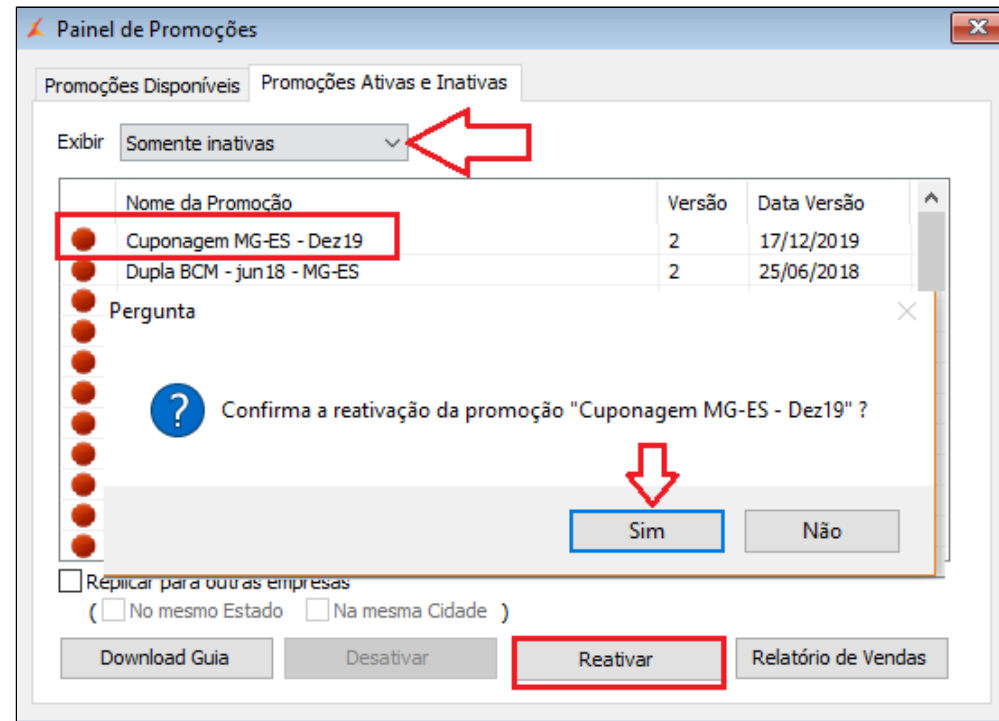 Painel de Promoções
Promoções Disponíveis Promoções Ativas e Inativas
Exibir Somente inativas
Nome da Promoção Versão Data Versão
Cuponagem MG-ES - Dez19 2 17/12/2019
Dupla BCM - jun18 - MG-ES 2 25/06/2018
Pergunta
?
Confirma a reativação da promoção "Cuponagem MG-ES - Dez19" ?
Sim Não
Replicar para outras empresas
( No mesmo Estado Na mesma Cidade )
Download Guia Desativar Reativar Relatório de Vendas